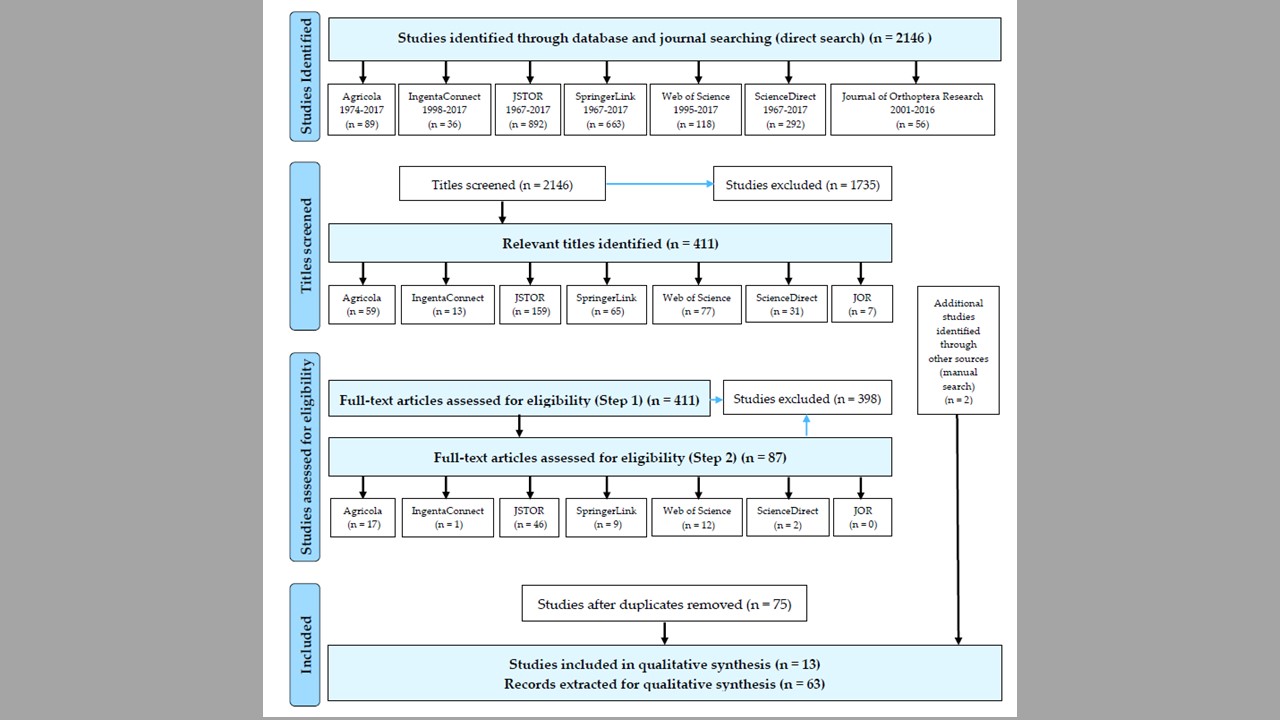 Studies Identified
Studies identified through database and journal searching (direct search) (n = 2146 )
Agricola
1974-2017
(n = 89)
IngentaConnect
1998-2017
(n = 36)
JSTOR
1967-2017
(n = 892)
SpringerLink
1967-2017
(n = 663)
Web of Science
1995-2017
(n = 118)
ScienceDirect
1967-2017
(n = 292)
Journal of Orthoptera Research
2001-2016
(n = 56)
Titles screened
Titles screened (n = 2146)
Studies excluded (n = 1735)
Relevant titles identified (n = 411)
Agricola
(n = 59)
IngentaConnect
(n = 13)
JSTOR
(n = 159)
SpringerLink
(n = 65)
Web of Science
(n = 77)
ScienceDirect
(n = 31)
JOR
(n = 7)
Additional
studies
identified
through
other sources
(manual
search)
(n = 2)
Studies assessed for eligibility
Full-text articles assessed for eligibility (Step 1) (n = 411)
Studies excluded (n = 398)
Full-text articles assessed for eligibility (Step 2) (n = 87)
Agricola
(n = 17)
IngentaConnect
(n = 1)
JSTOR
(n = 46)
SpringerLink
(n = 9)
Web of Science
(n = 12)
ScienceDirect
(n = 2)
JOR
(n = 0)
Included
Studies after duplicates removed (n = 75)
Studies included in qualitative synthesis (n = 13)
Records extracted for qualitative synthesis (n = 63)